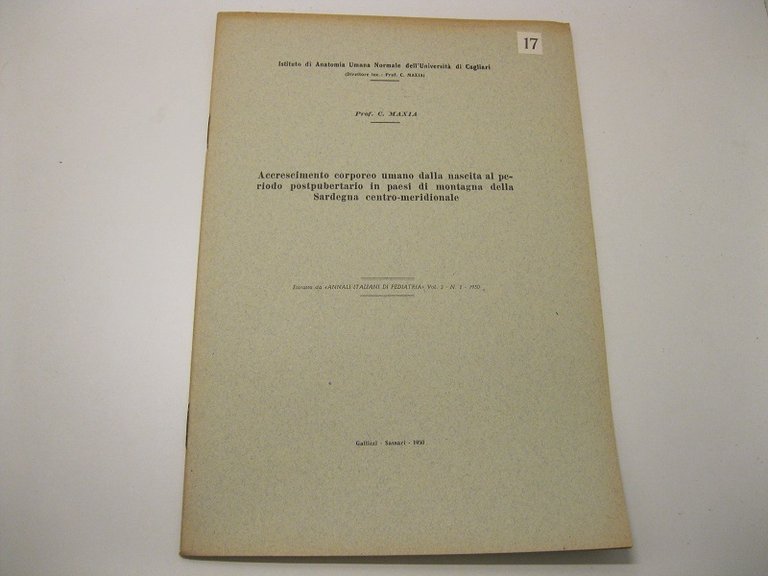 17
Istituto di Anatomia Umana Normale dell'Università di Cagliari
(Direttore inc. - Prof. C. MAXIA)
Prof. C. MAXIA
Accrescimento corporeo umano dalla nascita al pe-
riodo postpubertario in paesi di montagna della
Sardegna centro-meridionale
Estratto da «ANNALI ITALIANI DI PEDIATRIA» Vol. 3 - N. 1 - 1950
Gallizzi - Sassari - 1950